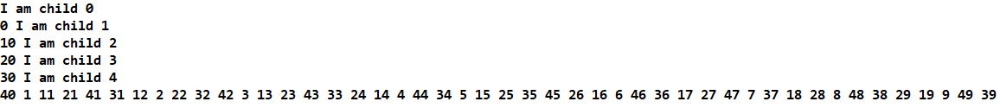 I am child 0
0 I am child 1
10 I am child 2
20 I am child 3
30 I am child 4
40 1 11 21 41 31 12 2 22 32 42 3 13 23 43 33 24 14 4 44 34 5 15 25 35 45 26 16 6 46 36 17 27 47 7 37 18 28 8 48 38 29 19 9 49 39